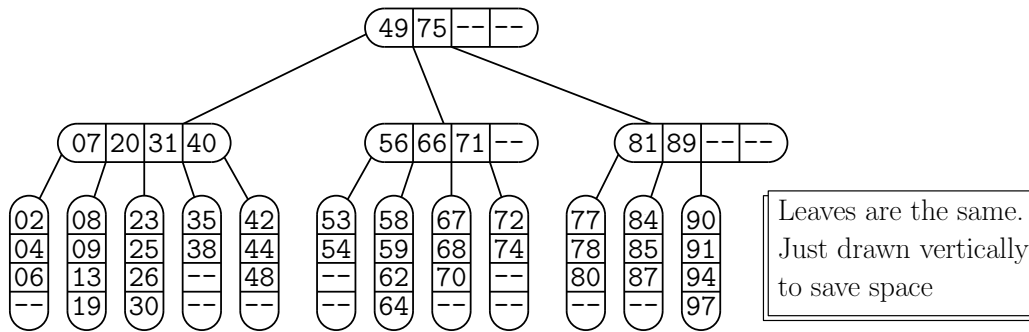 49 75 -- --
07 20 31 40 56 66 71 -- 81 89 -- --
02 08 23 35 42 53 58 67 72 77 84 90
04 09 25 38 44 54 59 68 74 78 85 91
06 13 26 -- 48 -- 62 70 -- 80 87 94
-- 19 30 -- -- -- 64 -- -- -- -- 97
Leaves are the same.
Just drawn vertically
to save space